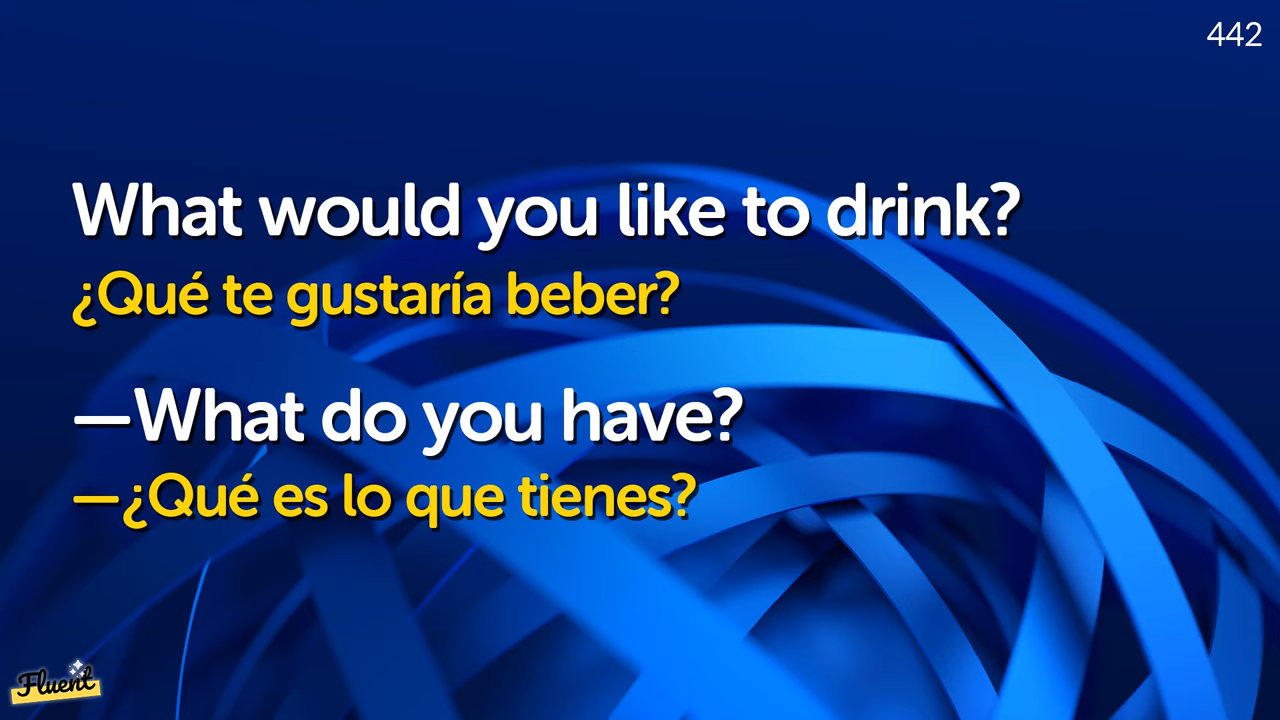 442
What would you like to drink?
¿Qué te gustaría beber?
—What do you have?
—¿Qué es lo que tienes?
Fluent